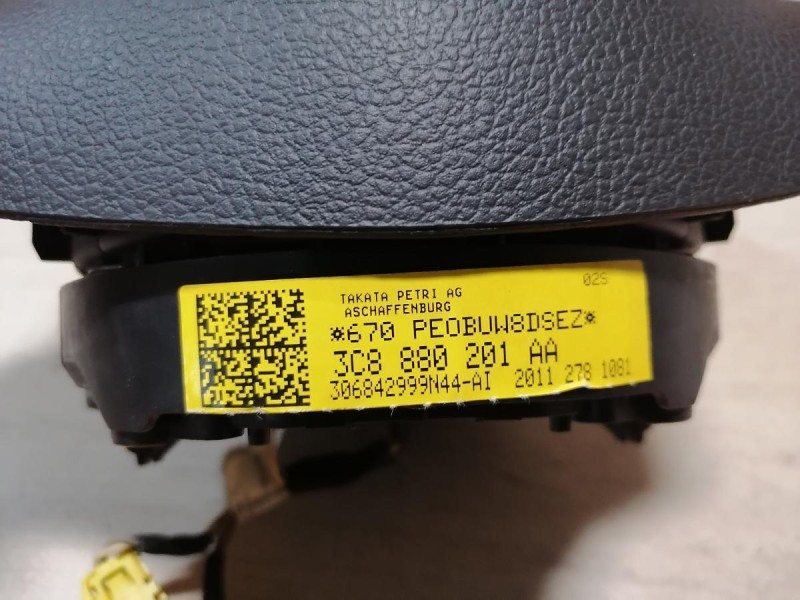 02S
TAKATA PETRI AG
ASCHAFFENBURG
*670 PEOBUW8DSEZ*
3C8 880 201 AA
306842999N44-AI 2011 278 1081